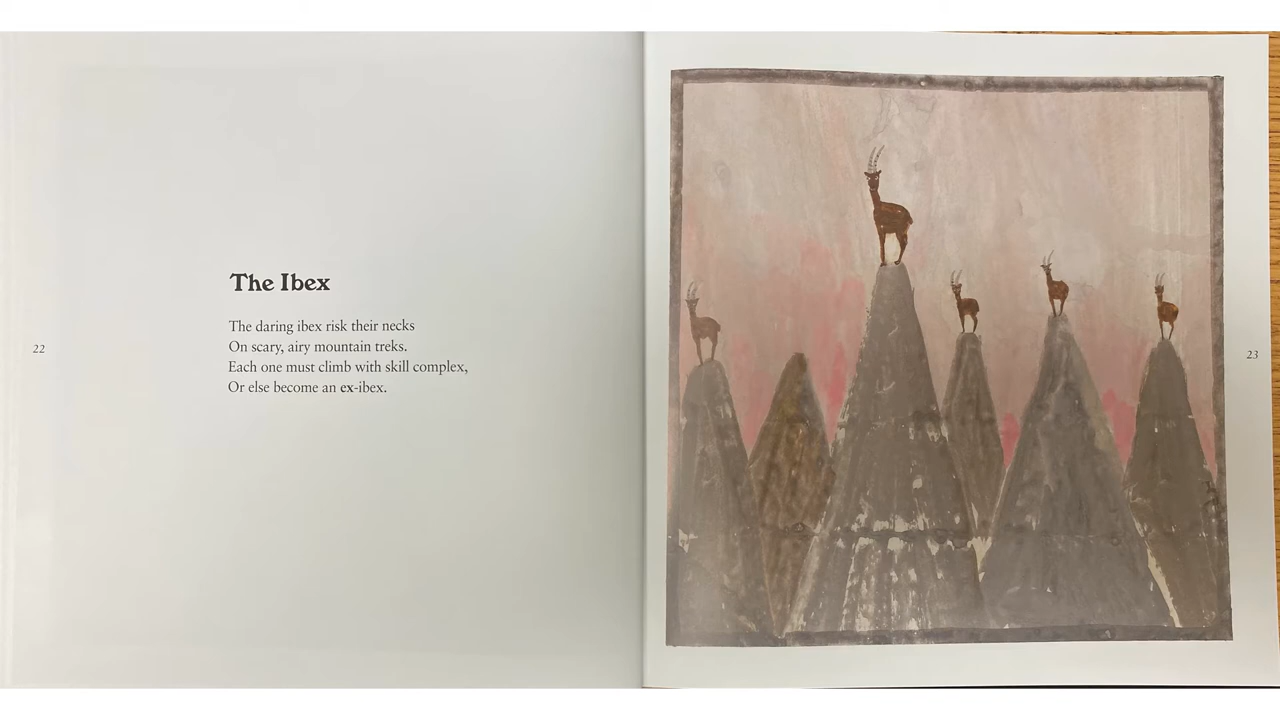 The Ibex
The daring ibex risk their necks
On scary, airy mountain treks.
Each one must climb with skill complex,
Or else become an ex-ibex.
22
23